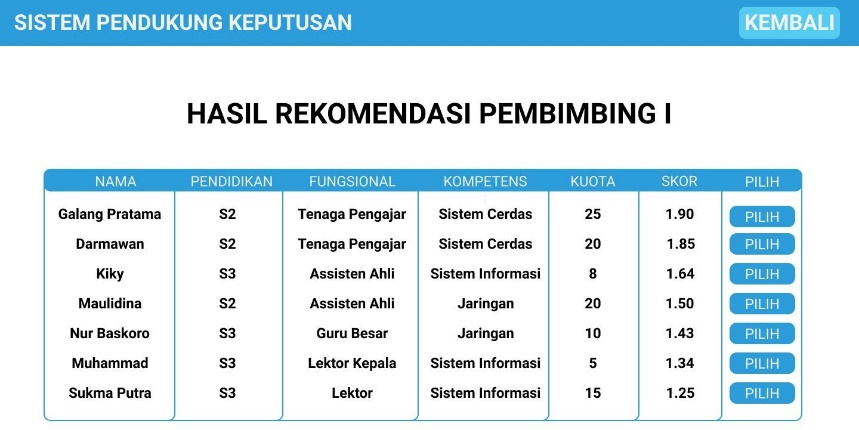 SISTEM PENDUKUNG KEPUTUSAN KEMBALI
HASIL REKOMENDASI PEMBIMBING I
NAMA PENDIDIKAN FUNGSIONAL KOMPETENS KUOTA SKOR PILIH
Galang Pratama S2 Tenaga Pengajar Sistem Cerdas 25 1.90 PILIH
Darmawan S2 Tenaga Pengajar Sistem Cerdas 20 1.85 PILIH
Kiky S3 Assisten Ahli Sistem Informasi 8 1.64 PILIH
Maulidina S2 Assisten Ahli Jaringan 20 1.50 PILIH
Nur Baskoro S3 Guru Besar Jaringan 10 1.43 PILIH
Muhammad S3 Lektor Kepala Sistem Informasi 5 1.34 PILIH
Sukma Putra S3 Lektor Sistem Informasi 15 1.25 PILIH